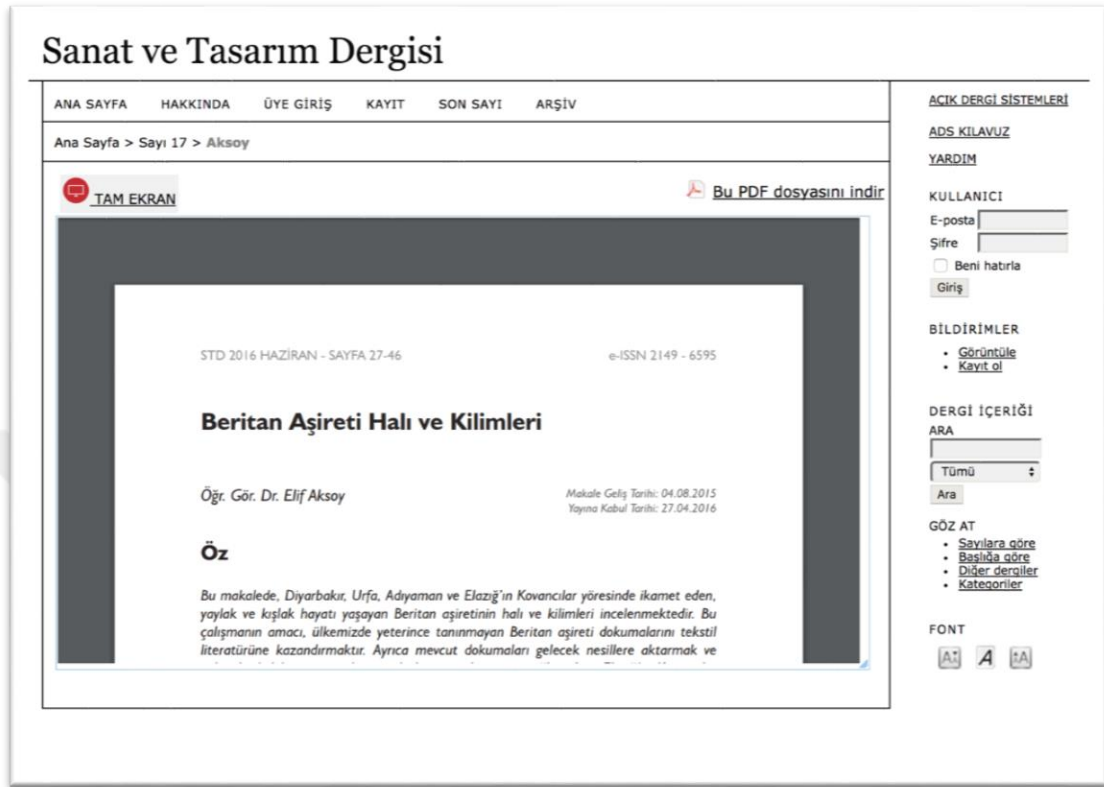 Sanat ve Tasarım Dergisi
ANA SAYFA HAKKINDA ÜYE GİRİŞ KAYIT SON SAYI ARŞİV
Ana Sayfa > Sayı 17 > Aksoy
TAM EKRAN
Bu PDF dosyasını indir
STD 2016 HAZİRAN - SAYFA 27-46
e-ISSN 2149 - 6595
Beritan Aşireti Halı ve Kilimleri
Öğr. Gör. Dr. Elif Aksoy
Makale Geliş Tarihi: 04.08.2015
Yayına Kabul Tarihi: 27.04.2016
Öz
Bu makalede, Diyarbakır, Urfa, Adıyaman ve Elazığ'ın Kovancılar yöresinde ikamet eden,
yaylak ve kışlak hayatı yaşayan Beritan aşiretinin halı ve kilimleri incelenmektedir. Bu
çalışmanın amacı, ülkemizde yeterince tanınmayan Beritan aşireti dokumalarını tekstil
literatürüne kazandırmaktır. Ayrıca mevcut dokumaları gelecek nesillere aktarmak ve
AÇIK DERGİ SİSTEMLERİ
ADS KILAVUZ
YARDIM
KULLANICI
E-posta
Şifre
Beni hatırla
Giriş
BİLDİRİMLER
Görüntüle
Kayıt ol
DERGİ İÇERİĞİ
ARA
Tümü
Ara
GÖZ AT
Sayılara göre
Başlığa göre
Diğer dergiler
Kategoriler
FONT
A A A